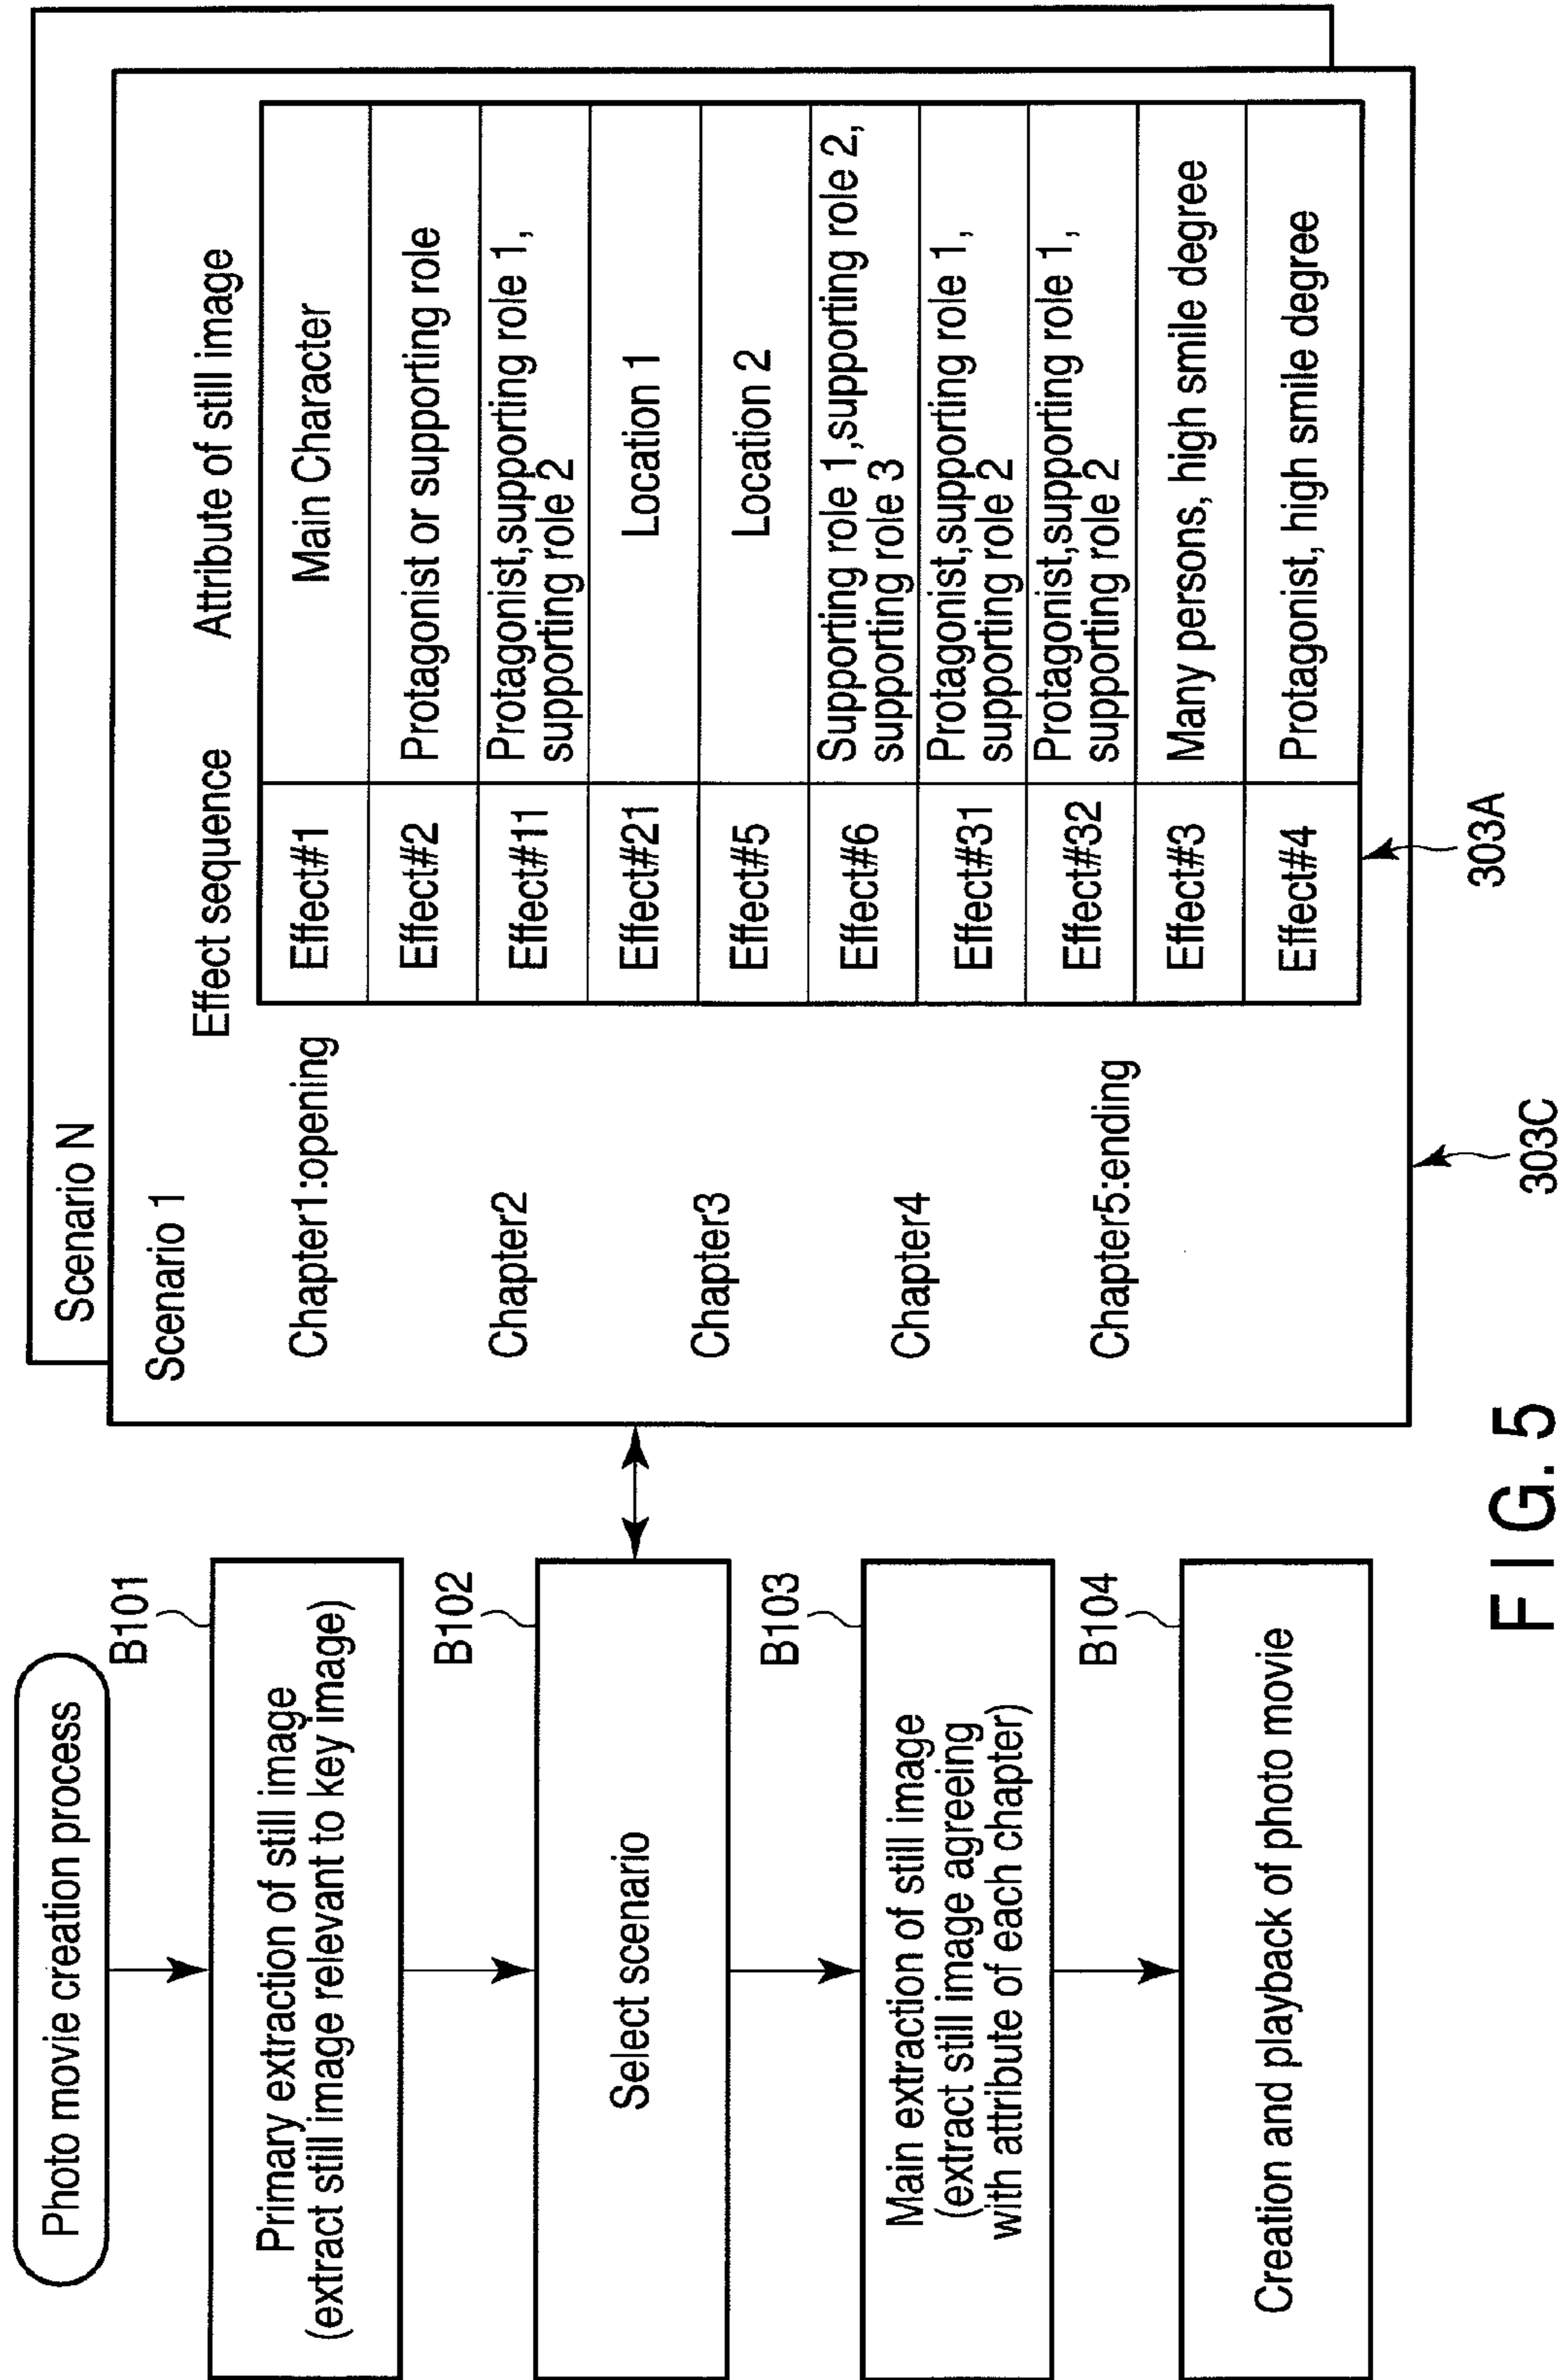 Photo movie creation process
B101
Primary extraction of still image
(extract still image relevant to key image)
B102
Select scenario
B103
Main extraction of still image
(extract still image agreeing
with attribute of each chapter)
B104
Creation and playback of photo movie
Scenario N
Scenario 1
Effect sequence
Attribute of still image
Chapter1:opening
Effect#1
Main Character
Effect#2
Protagonist or supporting role
Chapter2
Effect#11
Protagonist,supporting role 1,
supporting role 2
Effect#21
Location 1
Chapter3
Effect#5
Location 2
Effect#6
Supporting role 1,supporting role 2,
supporting role 3
Chapter4
Effect#31
Protagonist,supporting role 1,
supporting role 2
Effect#32
Protagonist,supporting role 1,
supporting role 2
Chapter5:ending
Effect#3
Many persons, high smile degree
Effect#4
Protagonist, high smile degree
303A
303C
FIG. 5